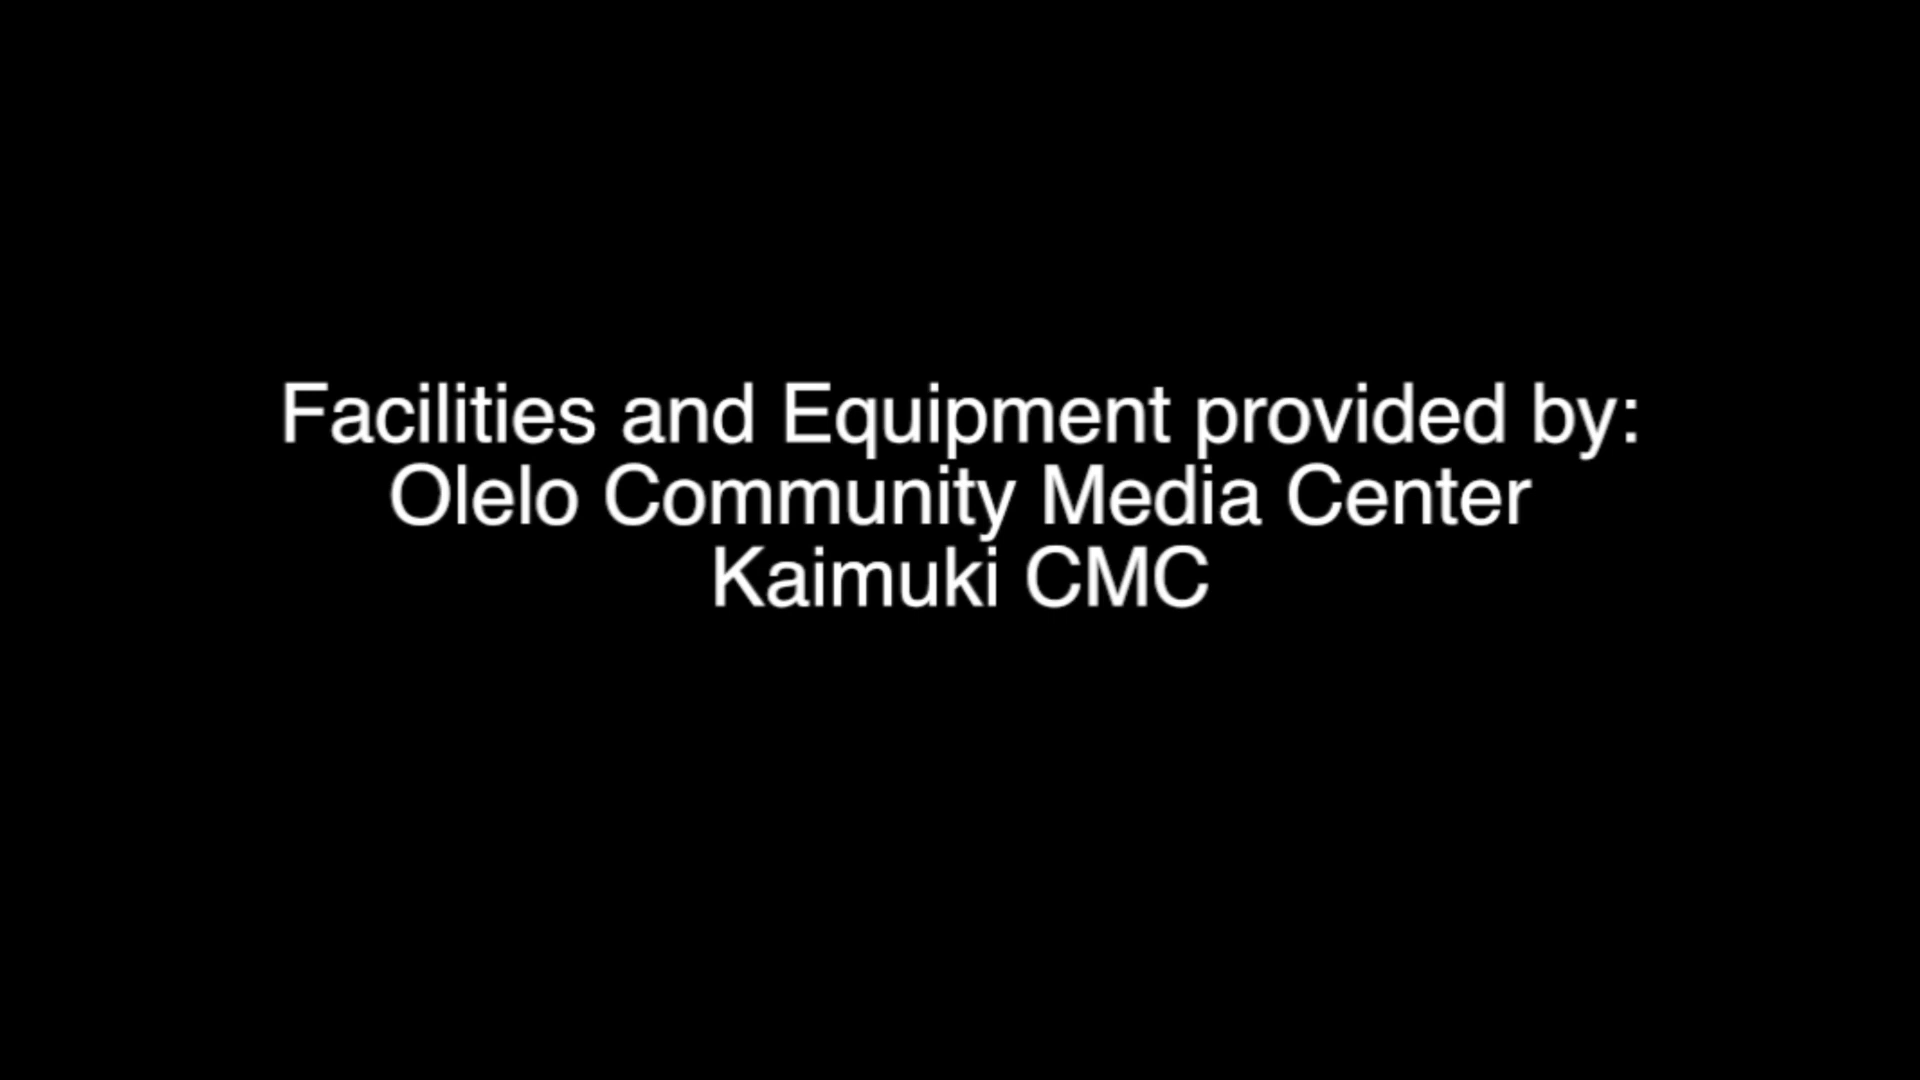 Facilities and Equipment provided by:
Olelo Community Media Center
Kaimuki CMC